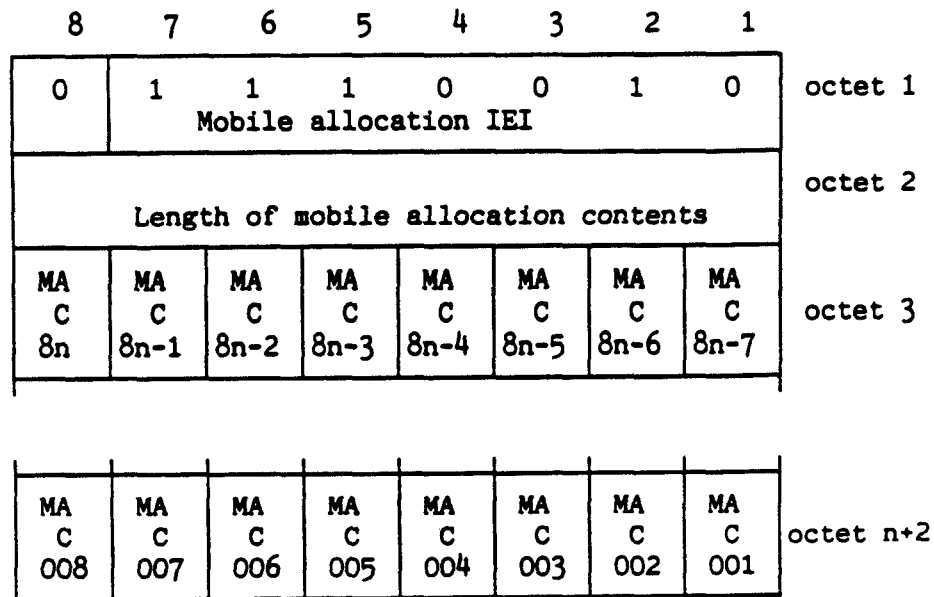 8 7 6 5 4 3 2 1
0 1 1 1 0 0 1 0 octet 1
Mobile allocation IEI
octet 2
Length of mobile allocation contents
MA MA MA MA MA MA MA MA
C C C C C C C C octet 3
8n 8n-1 8n-2 8n-3 8n-4 8n-5 8n-6 8n-7
MA MA MA MA MA MA MA MA
C C C C C C C C octet n+2
008 007 006 005 004 003 002 001